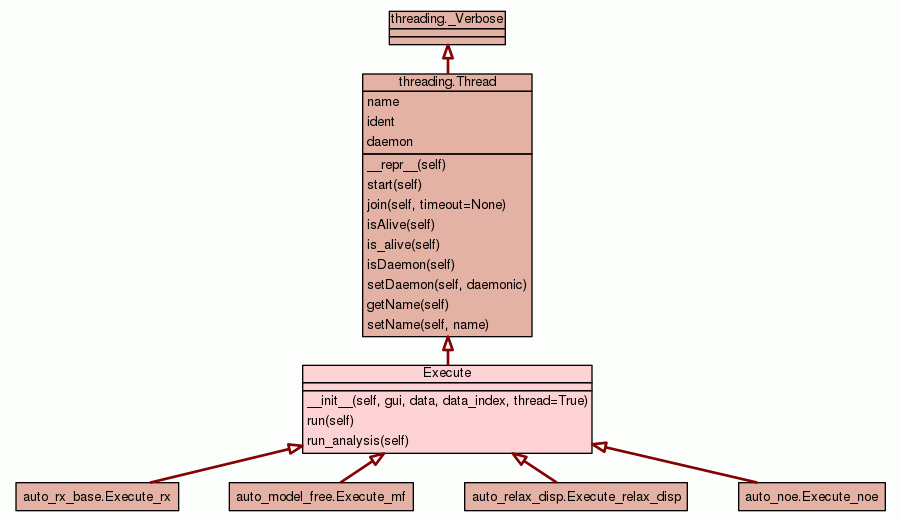 threading._Verbose
threading.Thread
name
ident
daemon
__repr__(self)
start(self)
join(self, timeout=None)
isAlive(self)
is_alive(self)
isDaemon(self)
setDaemon(self, daemonic)
getName(self)
setName(self, name)
Execute
__init__(self, gui, data, data_index, thread=True)
run(self)
run_analysis(self)
auto_rx_base.Execute_rx
auto_model_free.Execute_mf
auto_relax_disp.Execute_relax_disp
auto_noe.Execute_noe